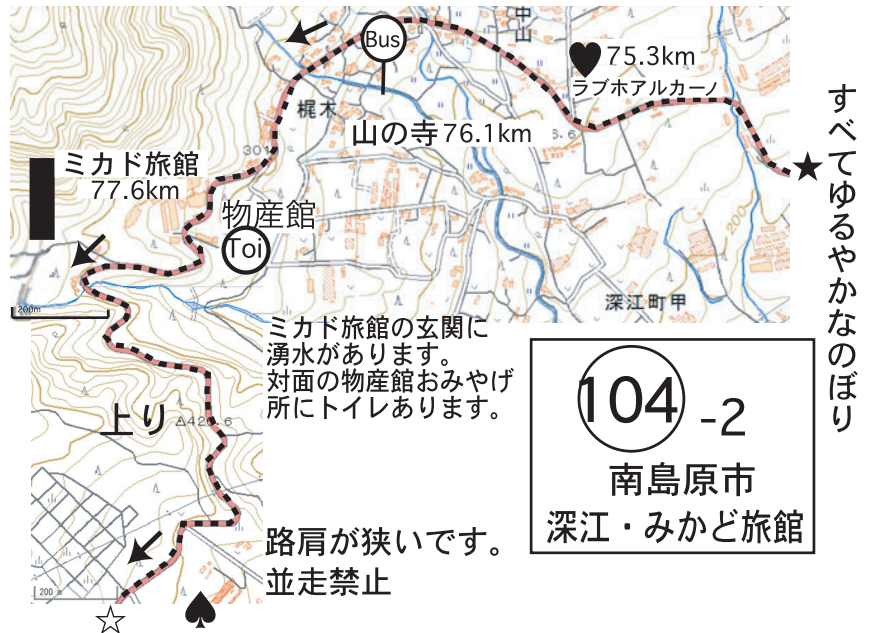 中山
Bus
75.3km
ラブホアルカーノ
梶木
山の寺76.1km
ミカド旅館
77.6km
物産館
Toi
200
深江町甲
200m
すべてゆるやかなのぼり
ミカド旅館の玄関に
湧水があります。
対面の物産館おみやげ
所にトイレあります。
上り
104 -2
南島原市
深江・みかど旅館
路肩が狭いです。
並走禁止
200